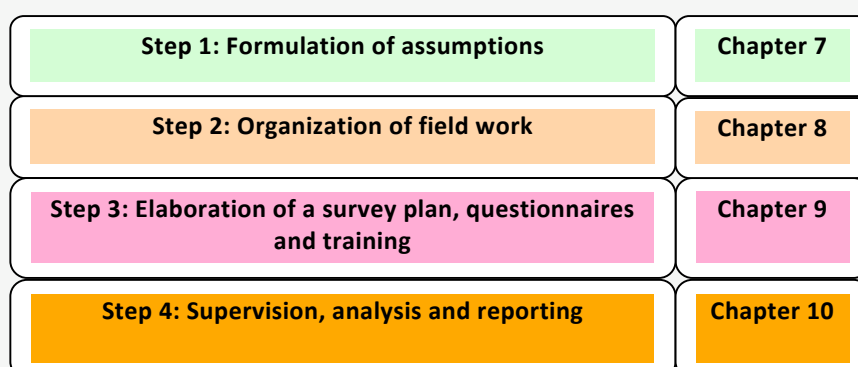 Step 1: Formulation of assumptions
Chapter 7
Step 2: Organization of field work
Chapter 8
Step 3: Elaboration of a survey plan, questionnaires
and training
Chapter 9
Step 4: Supervision, analysis and reporting
Chapter 10